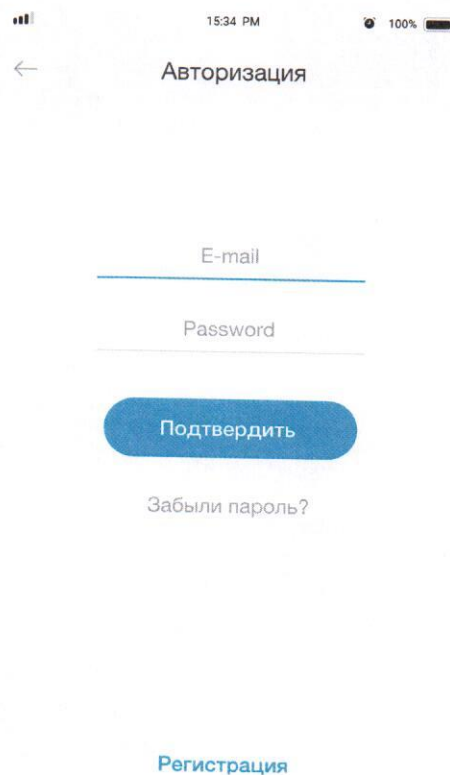 15:34 PM
100%
Авторизация
E-mail
Password
Подтвердить
Забыли пароль?
Регистрация